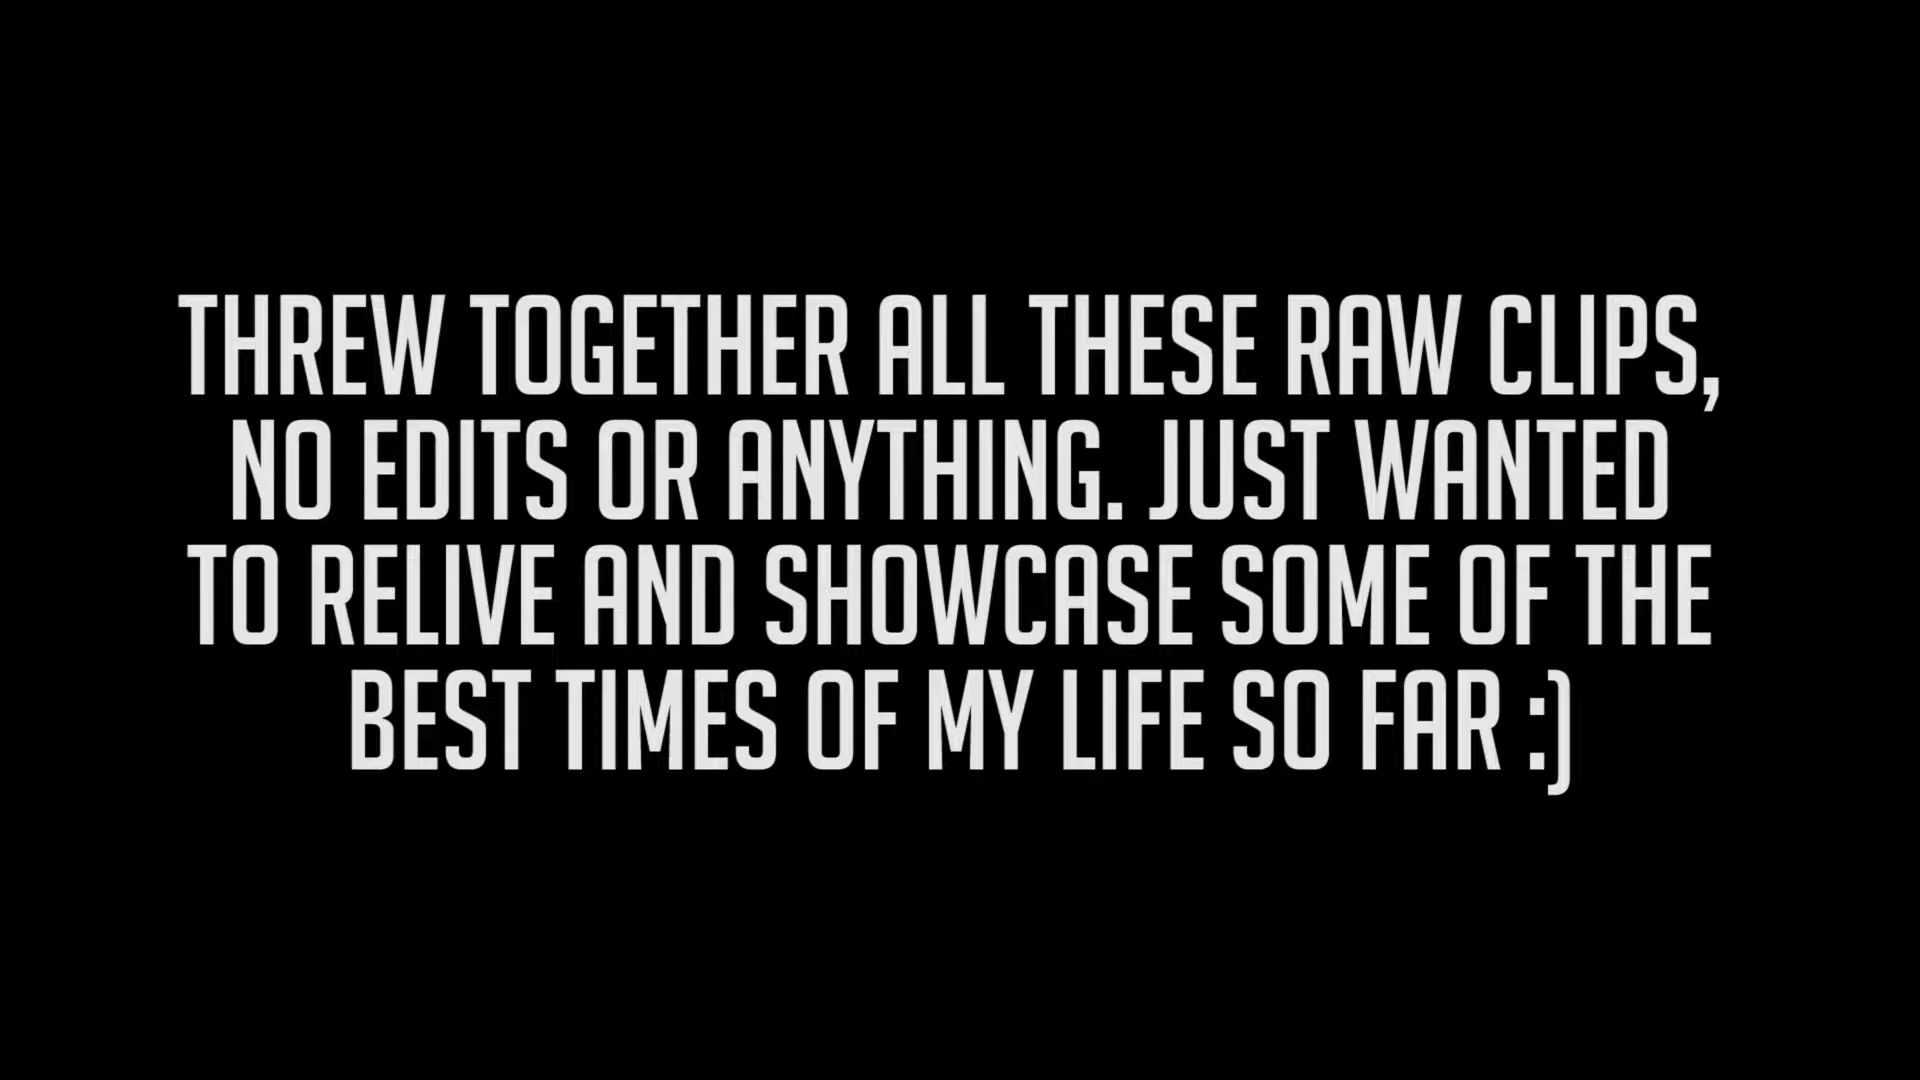 THREW TOGETHER ALL THESE RAW CLIPS,
NO EDITS OR ANYTHING. JUST WANTED
TO RELIVE AND SHOWCASE SOME OF THE
BEST TIMES OF MY LIFE SO FAR :)